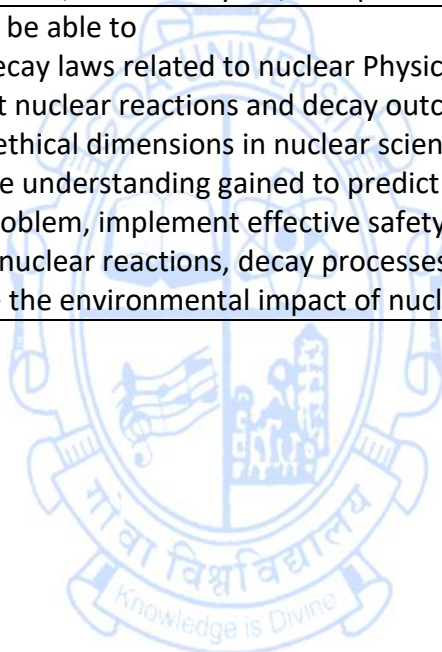 be able to
ecay laws related to nuclear Physic
t nuclear reactions and decay outc
ethical dimensions in nuclear scien
e understanding gained to predict
oblem, implement effective safety
nuclear reactions, decay processes
the environmental impact of nucl
गोंय विश्वविद्यालय
Knowledge is Divine